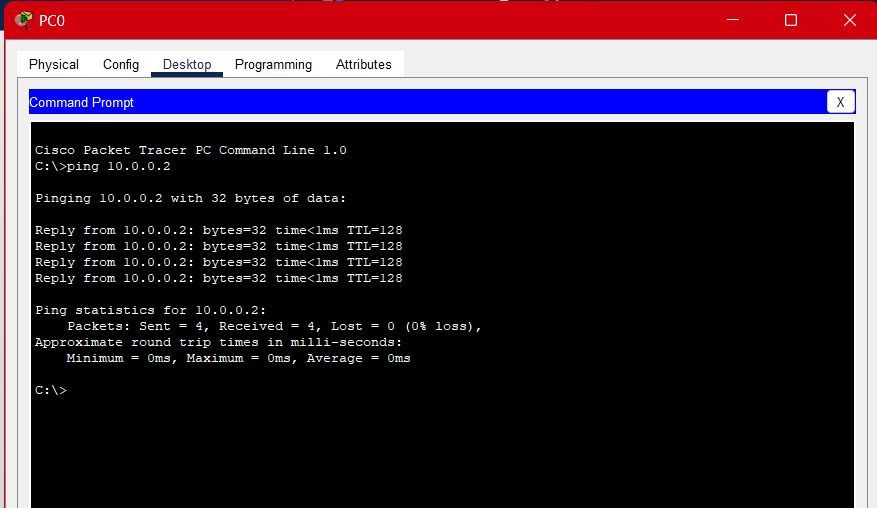 PC0
Physical Config Desktop Programming Attributes
Command Prompt X
Cisco Packet Tracer PC Command Line 1.0
C:\>ping 10.0.0.2
Pinging 10.0.0.2 with 32 bytes of data:
Reply from 10.0.0.2: bytes=32 time<1ms TTL=128
Reply from 10.0.0.2: bytes=32 time<1ms TTL=128
Reply from 10.0.0.2: bytes=32 time<1ms TTL=128
Reply from 10.0.0.2: bytes=32 time<1ms TTL=128
Ping statistics for 10.0.0.2:
Packets: Sent = 4, Received = 4, Lost = 0 (0% loss),
Approximate round trip times in milli-seconds:
Minimum = 0ms, Maximum = 0ms, Average = 0ms
C:\>